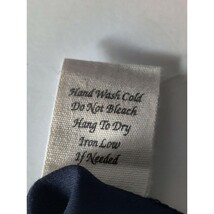 Hand Wash Cold
Do Not Bleach
Hang To Dry
Iron Low
If Needed